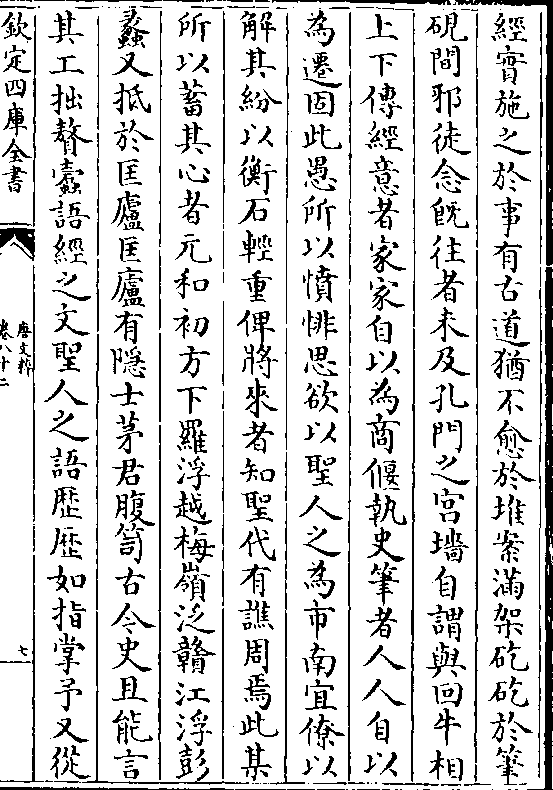 經實施之於事有古道猶不愈於堆案滿架矻矻於筆
硯間邪徒念旣往者未及孔門之宮墻自謂與回牛相
上下傳經意者家家自以為商偃執史筆者人人自以
為遷固此愚所以憤悱思欲以聖人之為市南宜僚以
解其紛以衡石輕重俾將來者知聖代有譙周焉此某
所以蓄其心者元和初方下羅浮越梅嶺泛贛江浮彭
蠡又抵於匡廬匡廬有隠士茅君腹笥古今史且能言
其工拙贅蠧語經之文聖人之語歴歴如指掌予又從
欽定四庫全書
唐文粹
卷八十二
七